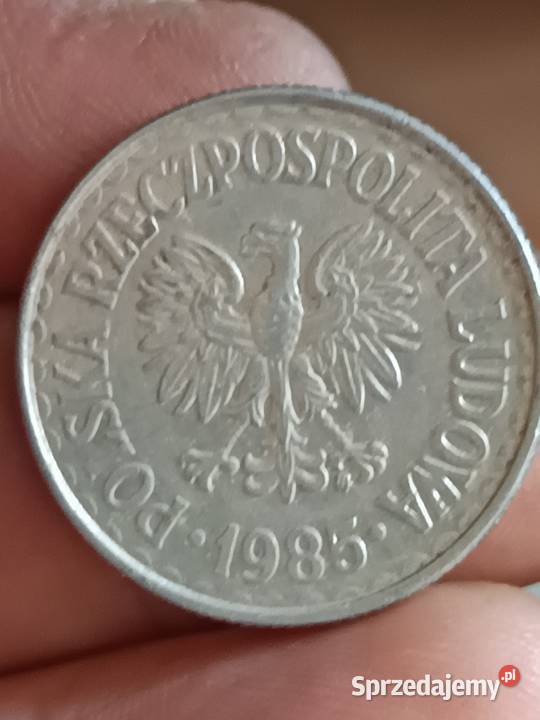 POLSKA RZECZPOSPOLITA LUDOWA
· 1985 ·
Sprzedajemy.pl